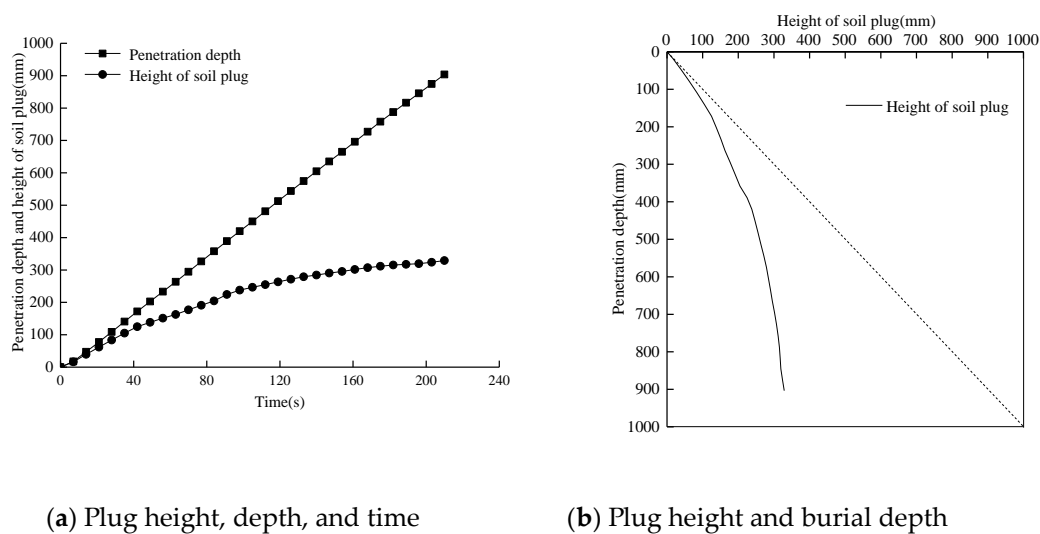 1000
900
800
700
600
500
400
300
200
100
0
Penetration depth and height of soil plug(mm)
Penetration depth
Height of soil plug
0 40 80 120 160 200 240
Time(s)
Height of soil plug(mm)
0 100 200 300 400 500 600 700 800 900 1000
0
100
200
300
400
500
600
700
800
900
1000
Penetration depth(mm)
Height of soil plug
(a) Plug height, depth, and time
(b) Plug height and burial depth